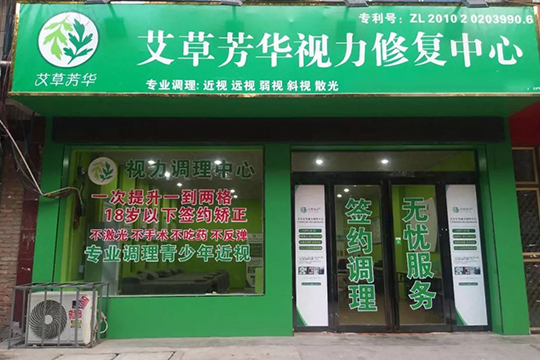 专利号：ZL 2010 2 0203990.6
艾草芳华视力修复中心
艾草芳华
专业调理：近视 远视 弱视 斜视 散光
视力调理中心
一次提升一到两格
18岁以下签约矫正
不激光 不手术 不吃药 不反弹
专业调理青少年近视
签约调理
无忧服务